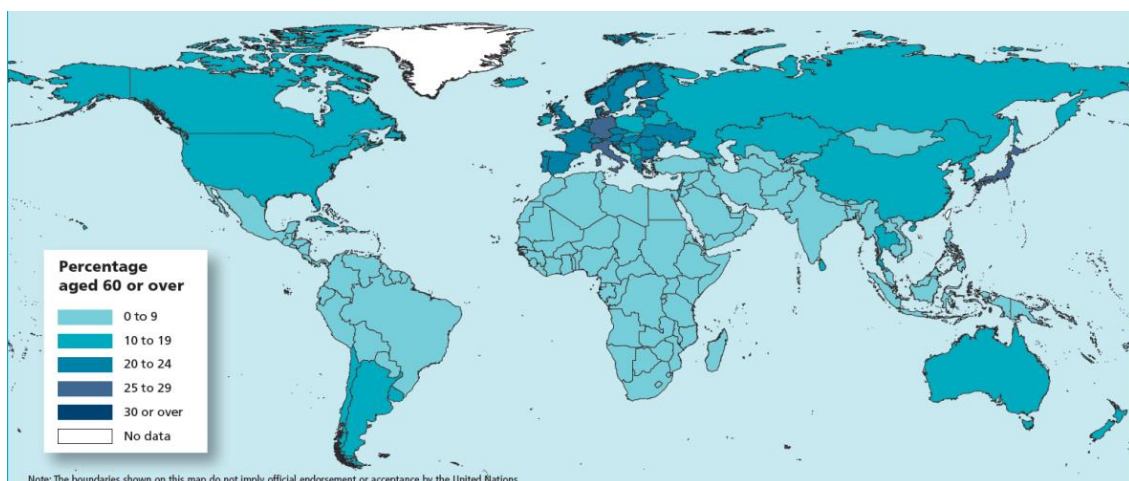 Percentage
aged 60 or over
0 to 9
10 to 19
20 to 24
25 to 29
30 or over
No data
Note: The boundaries shown on this map do not imply official endorsement or acceptance by the United Nations.